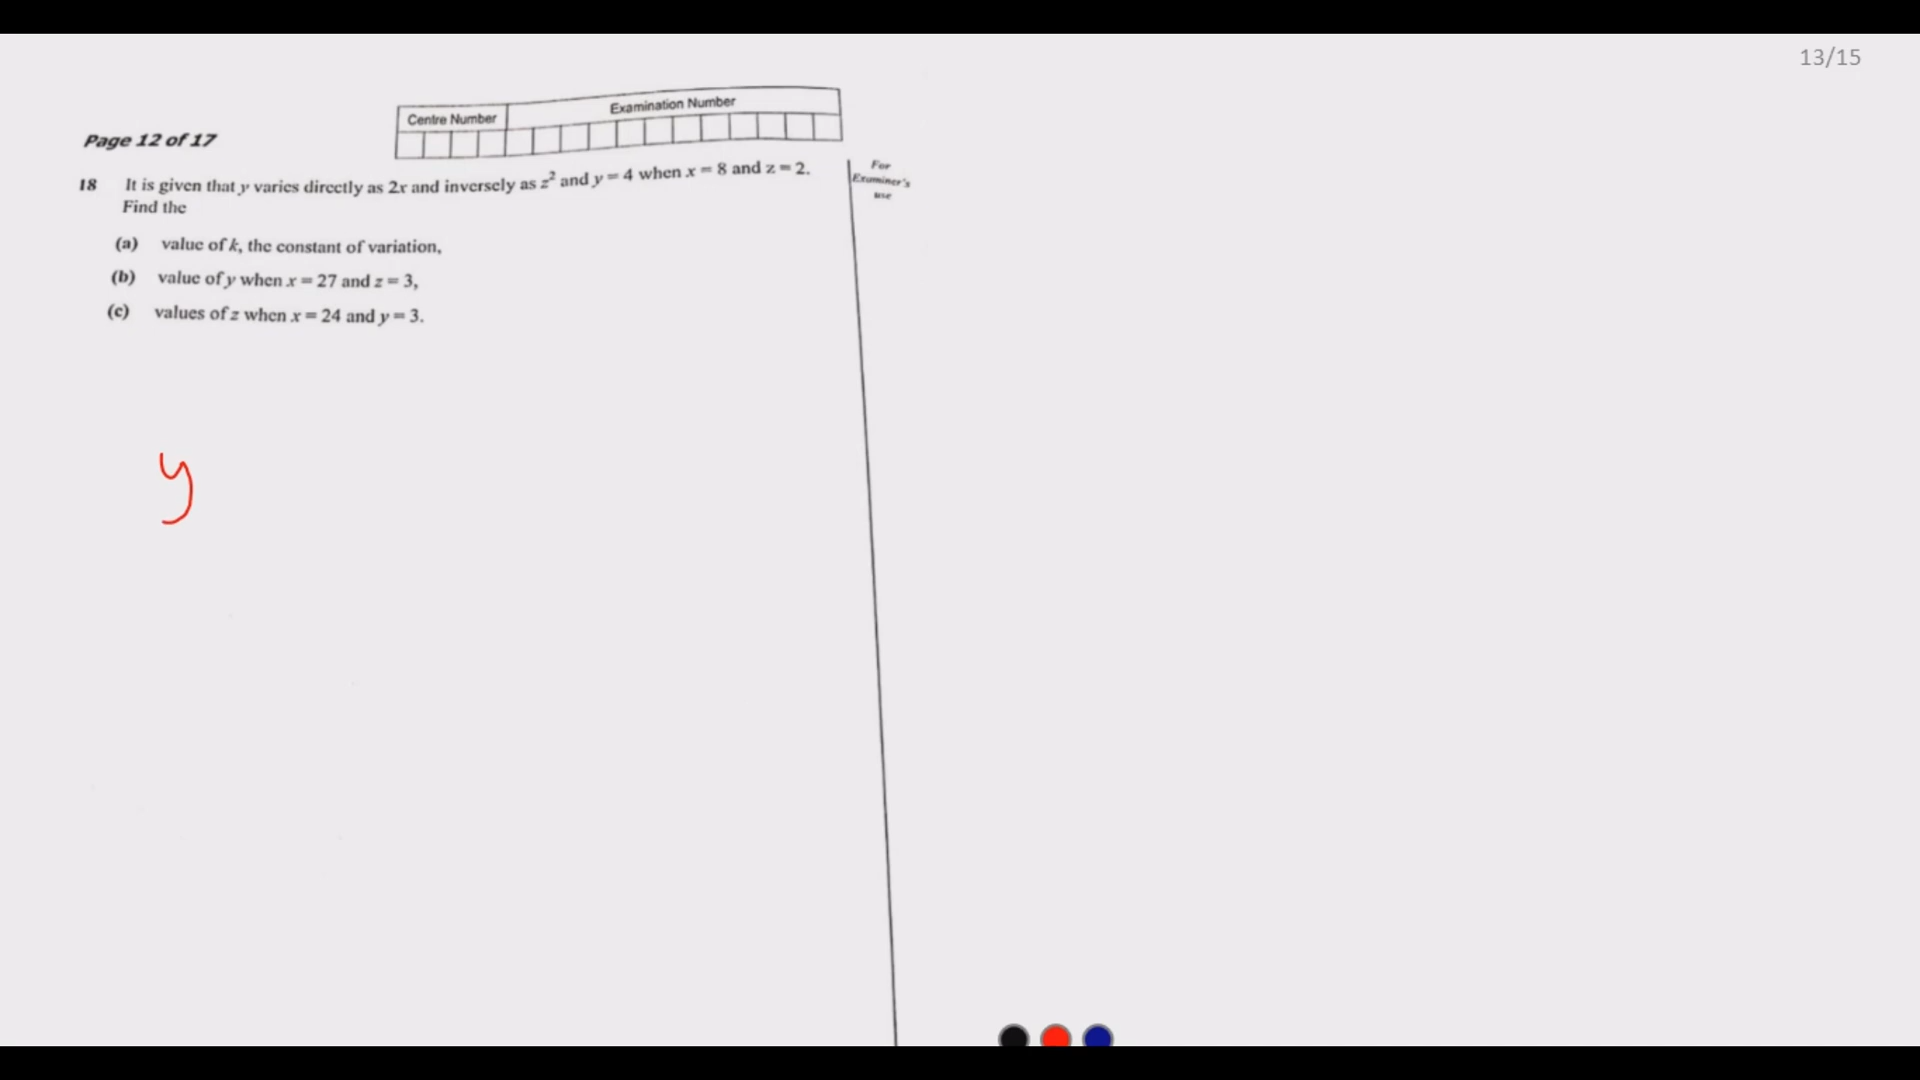 13/15
Centre Number
Examination Number
Page 12 of 17
18 It is given that y varies directly as 2x and inversely as z² and y = 4 when x = 8 and z = 2.
For
Examiner's
use
Find the
(a) value of k, the constant of variation,
(b) value of y when x = 27 and z = 3,
(c) values of z when x = 24 and y = 3.
y